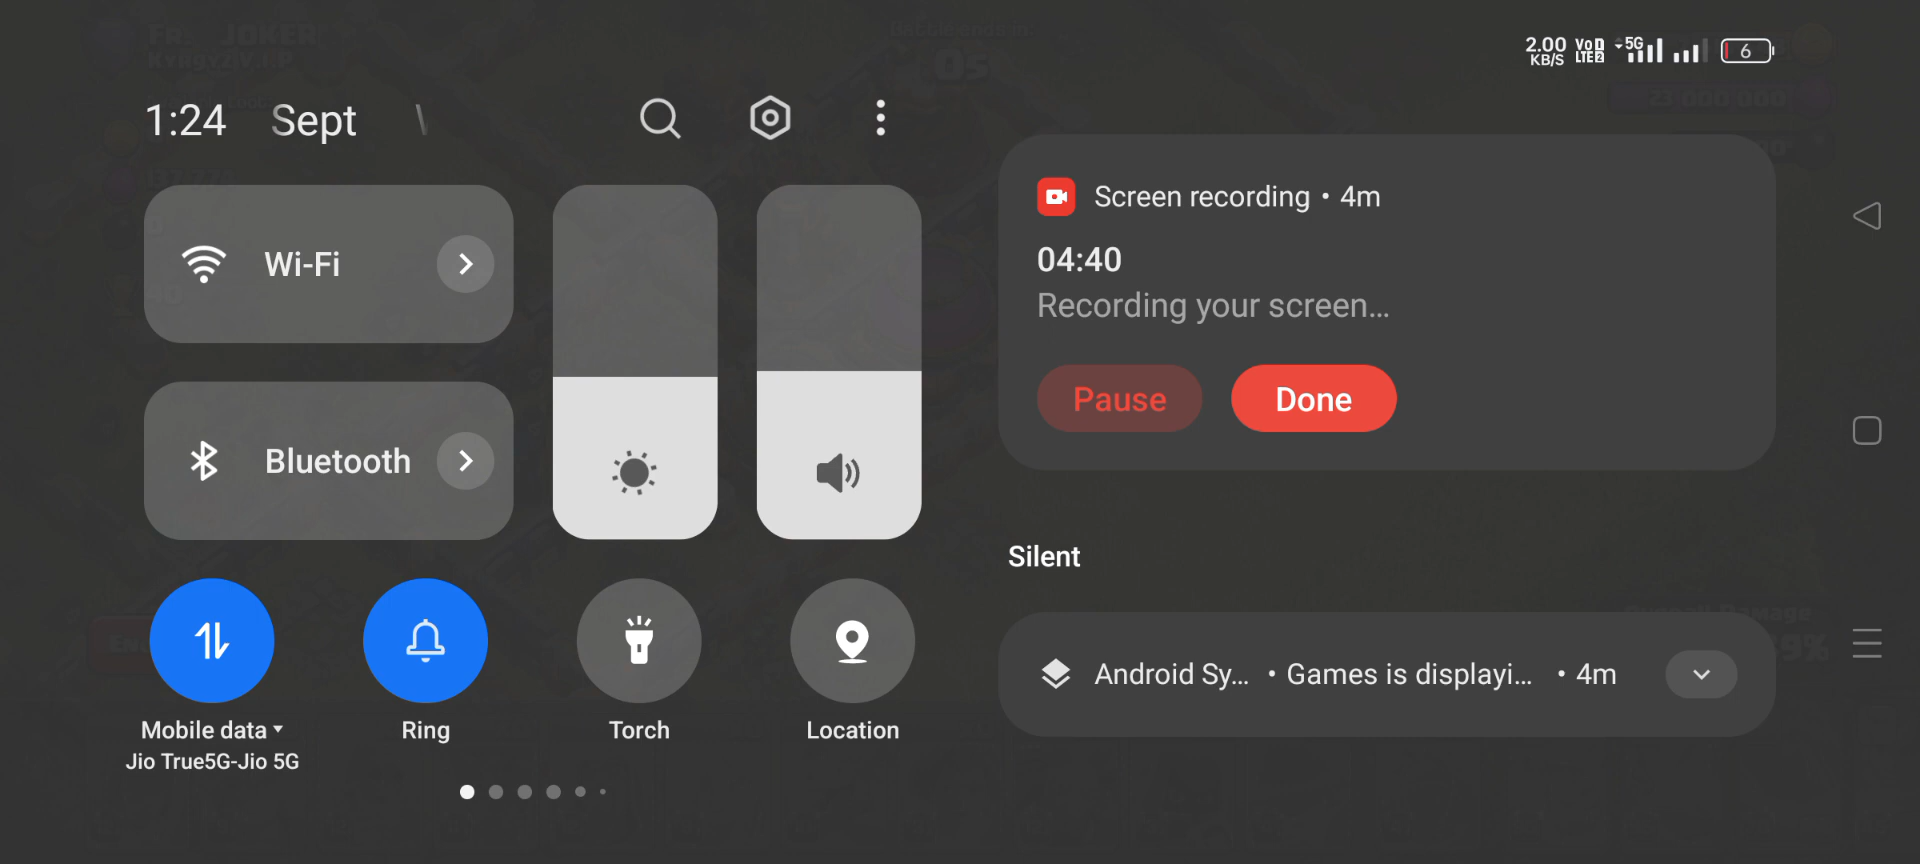 2.00 KB/S Vo LTE2 5G 6
1:24 Sept
Wi-Fi
Bluetooth
Mobile data
Jio True5G-Jio 5G
Ring
Torch
Location
Screen recording • 4m
04:40
Recording your screen...
Pause
Done
Silent
Android Sy... • Games is displayi... • 4m